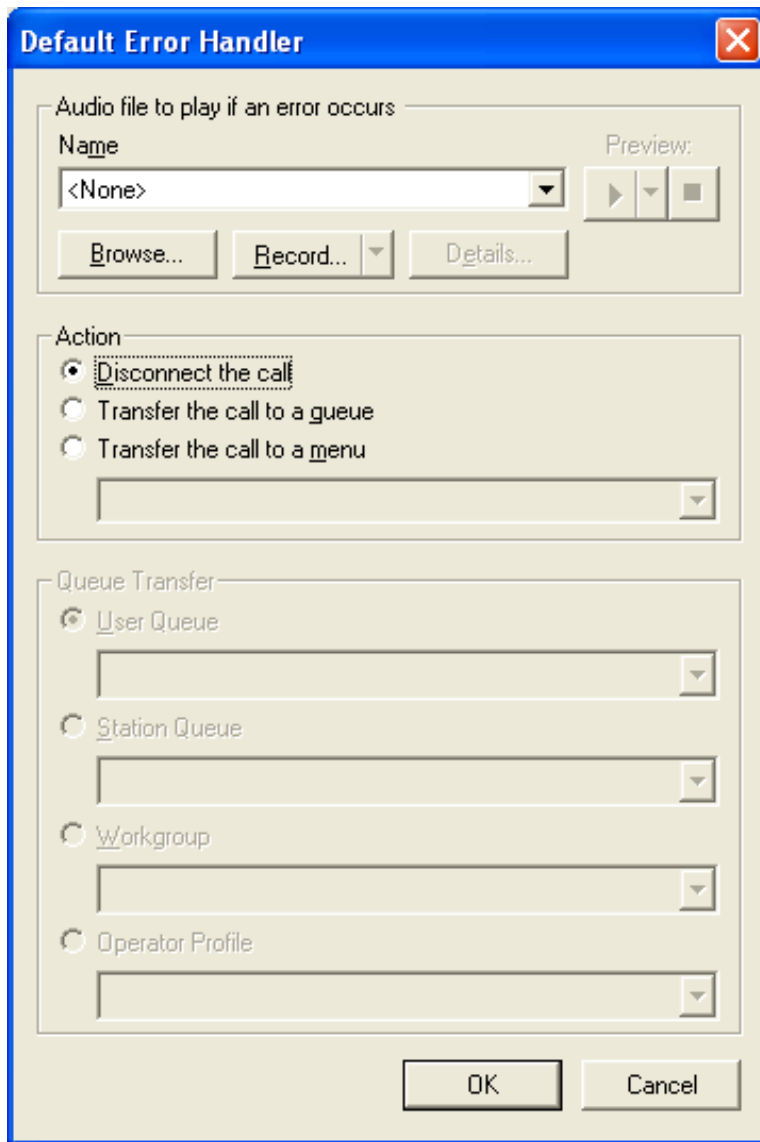 Default Error Handler
Audio file to play if an error occurs
Name
Preview:
<None>
Browse...
Record...
Details...
Action
Disconnect the call
Transfer the call to a queue
Transfer the call to a menu
Queue Transfer
User Queue
Station Queue
Workgroup
Operator Profile
OK
Cancel